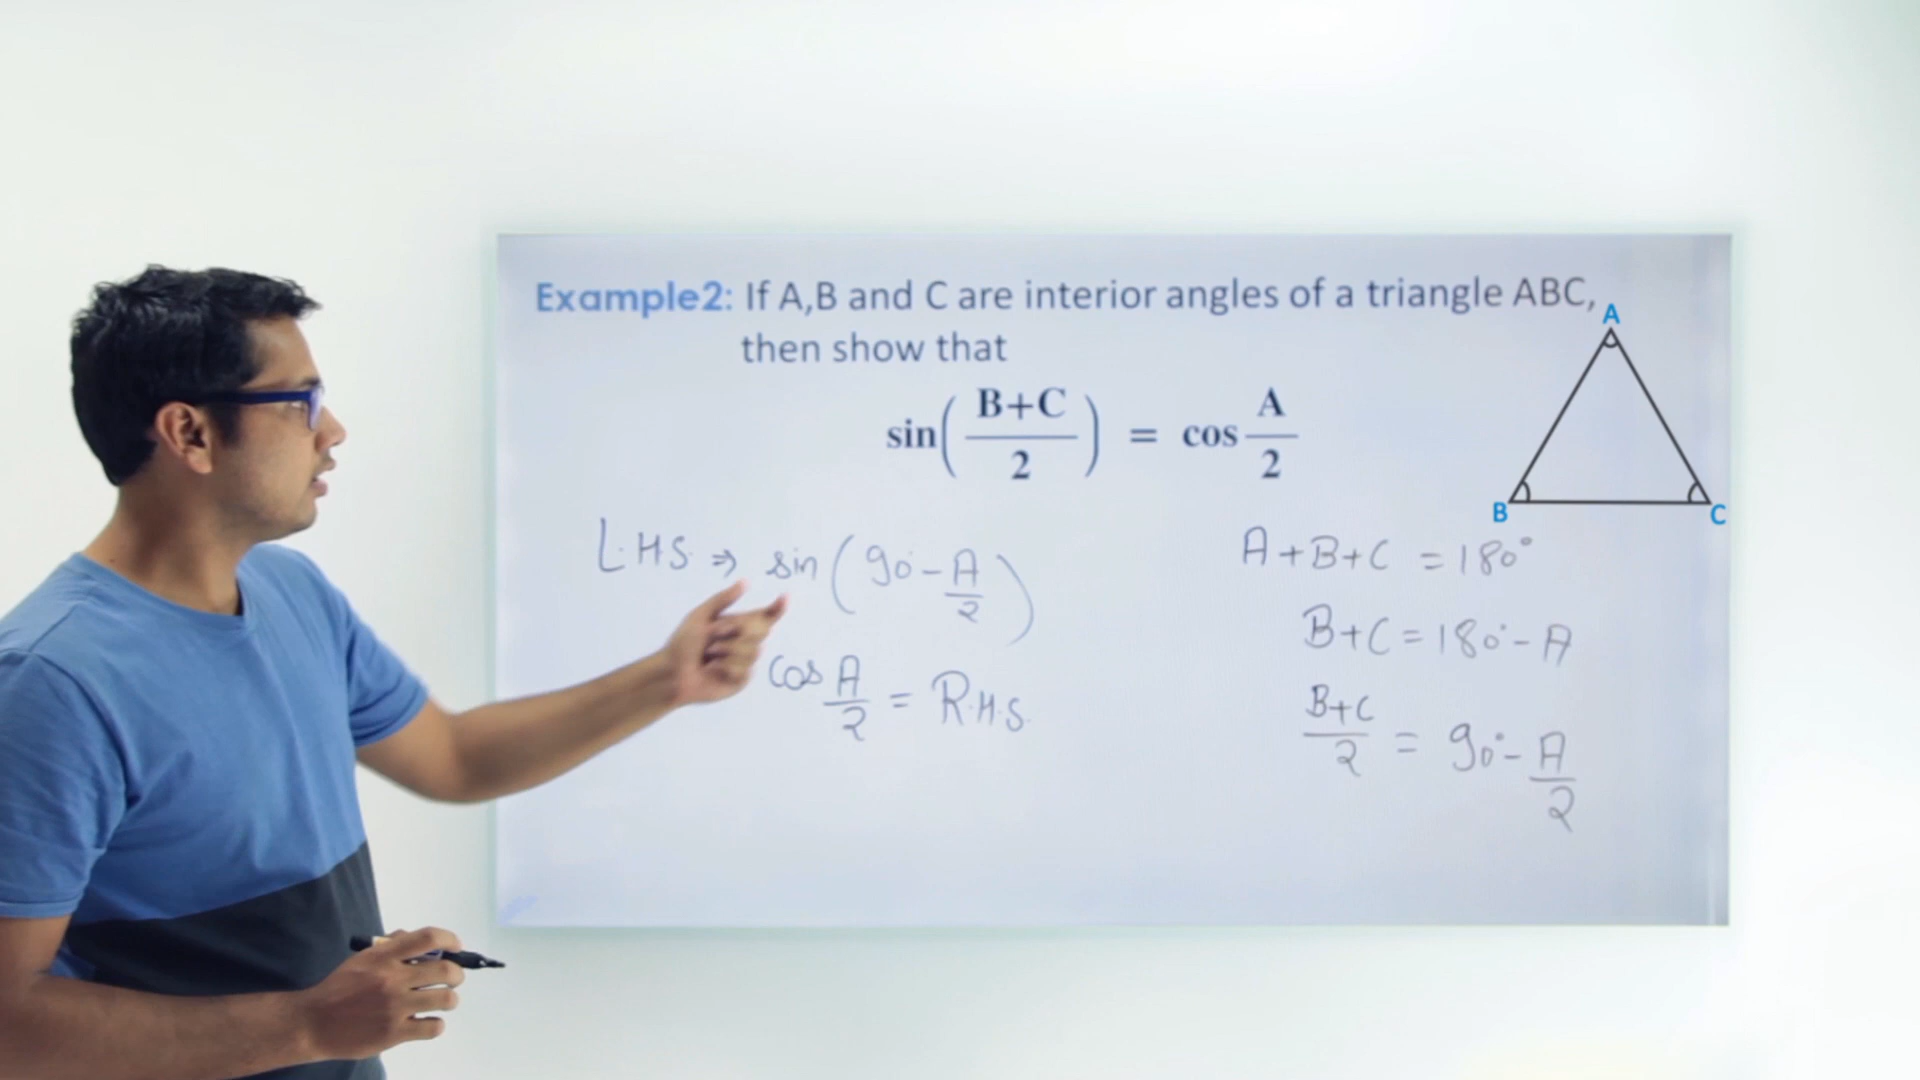 Example2: If A,B and C are interior angles of a triangle ABC,
then show that
sin(B+C/2) = cos A/2
A
B
C
L.H.S. ⇒ sin(90° - A/2)
cos A/2 = R.H.S.
A+B+C = 180°
B+C = 180° - A
B+C/2 = 90° - A/2